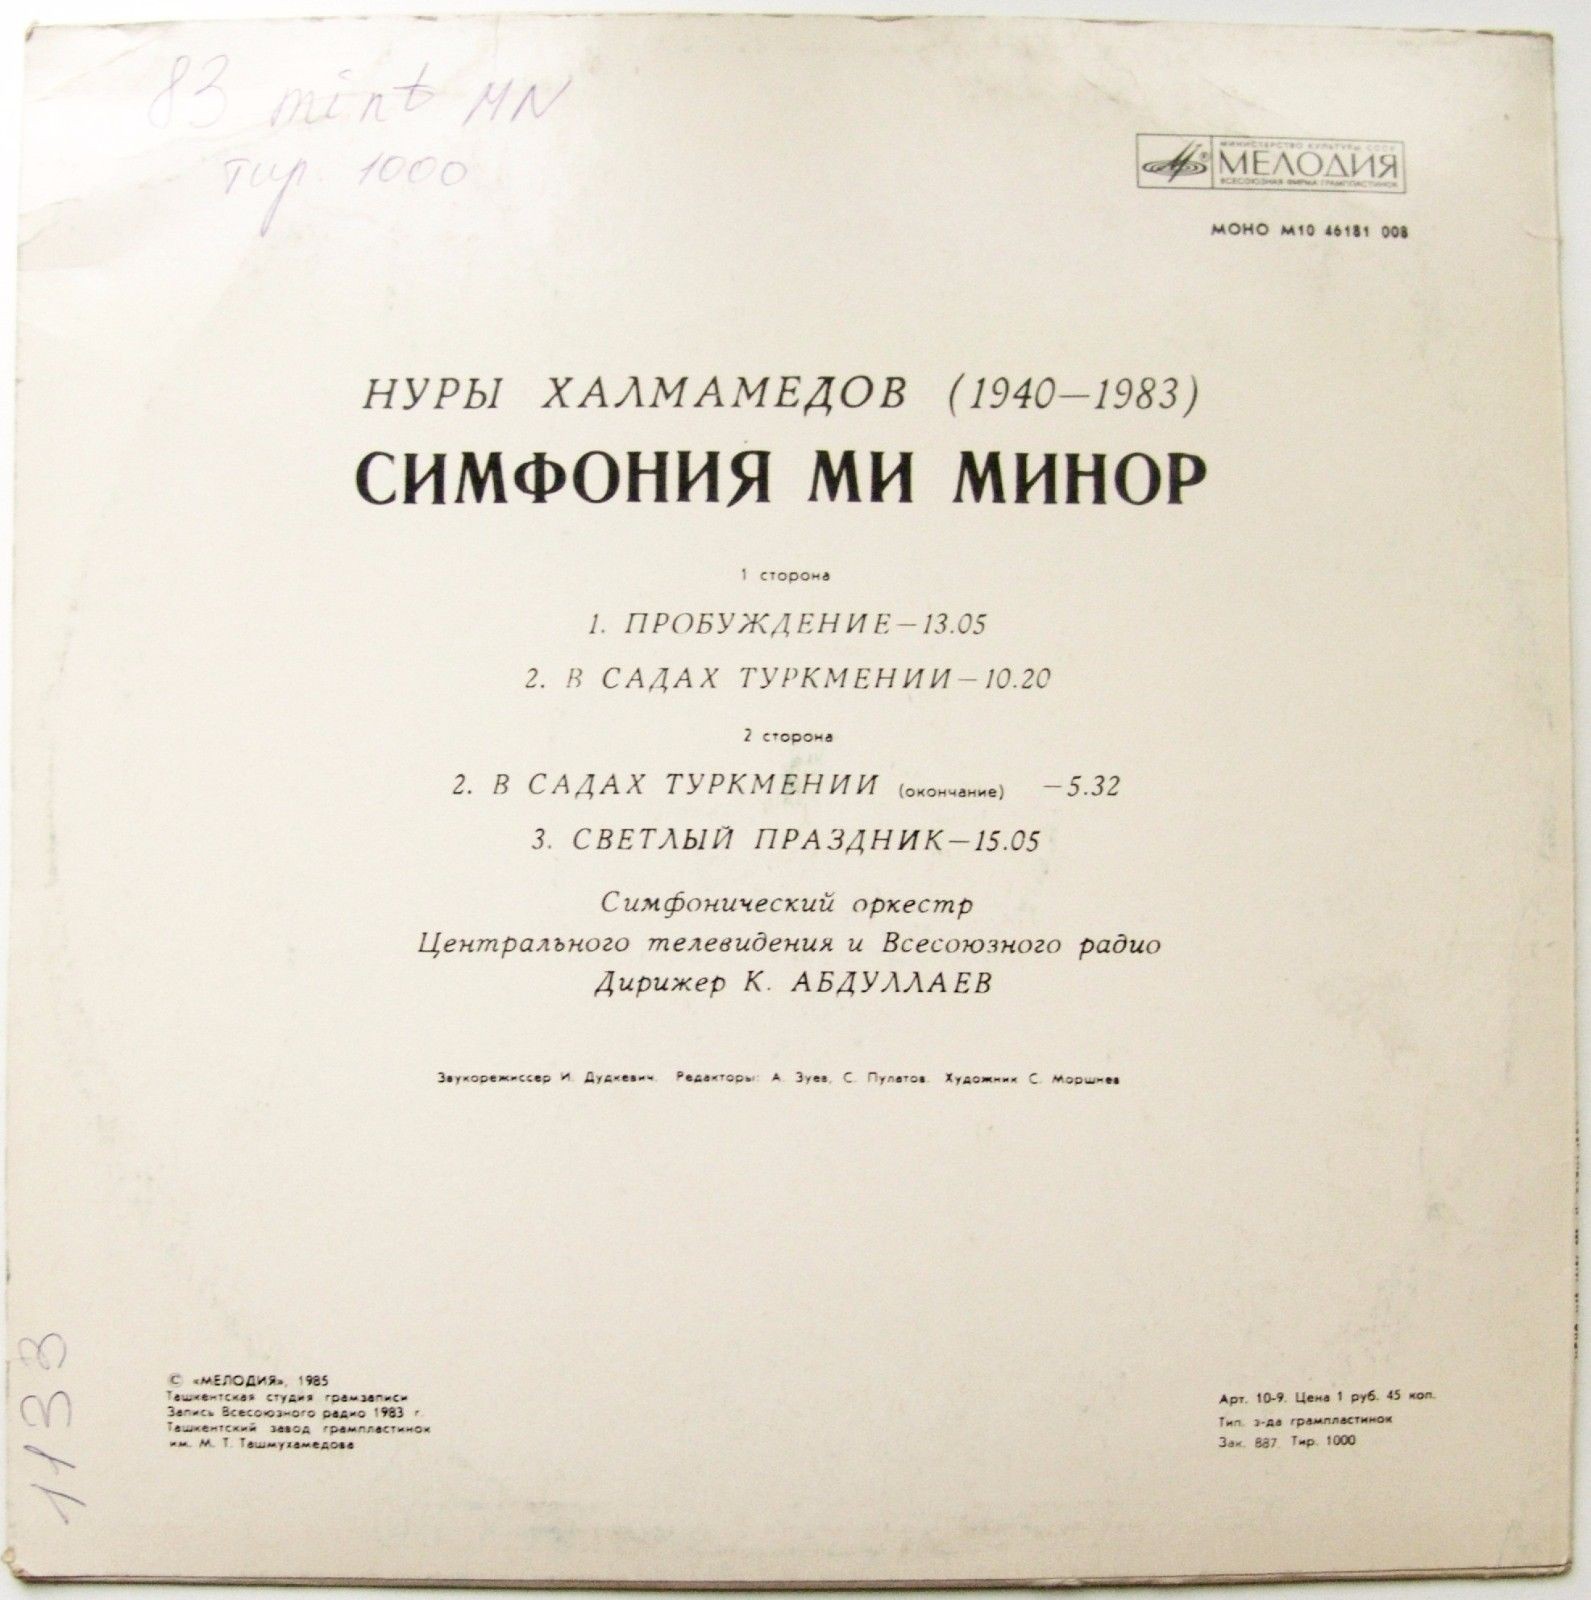 83 mint MN
тир. 1000
МИНИСТЕРСТВО КУЛЬТУРЫ СССР
МЕЛОДИЯ
ВСЕСОЮЗНАЯ ФИРМА ГРАМПЛАСТИНОК
МОНО М10 46181 008
НУРЫ ХАЛМАМЕДОВ (1940—1983)
СИМФОНИЯ МИ МИНОР
1 сторона
1. ПРОБУЖДЕНИЕ—13.05
2. В САДАХ ТУРКМЕНИИ—10.20
2 сторона
2. В САДАХ ТУРКМЕНИИ (окончание) —5.32
3. СВЕТЛЫЙ ПРАЗДНИК—15.05
Симфонический оркестр
Центрального телевидения и Всесоюзного радио
Дирижер К. АБДУЛЛАЕВ
Звукорежиссер И. Дудкевич. Редакторы: А. Зуев, С. Пулатов. Художник С. Моршнев
© «МЕЛОДИЯ», 1985
Ташкентская студия грамзаписи
Запись Всесоюзного радио 1983 г.
Ташкентский завод грампластинок
им. М. Т. Ташмухамедова
Арт. 10-9. Цена 1 руб. 45 коп.
Тип. з-да грампластинок
Зак. 887. Тир. 1000
1133